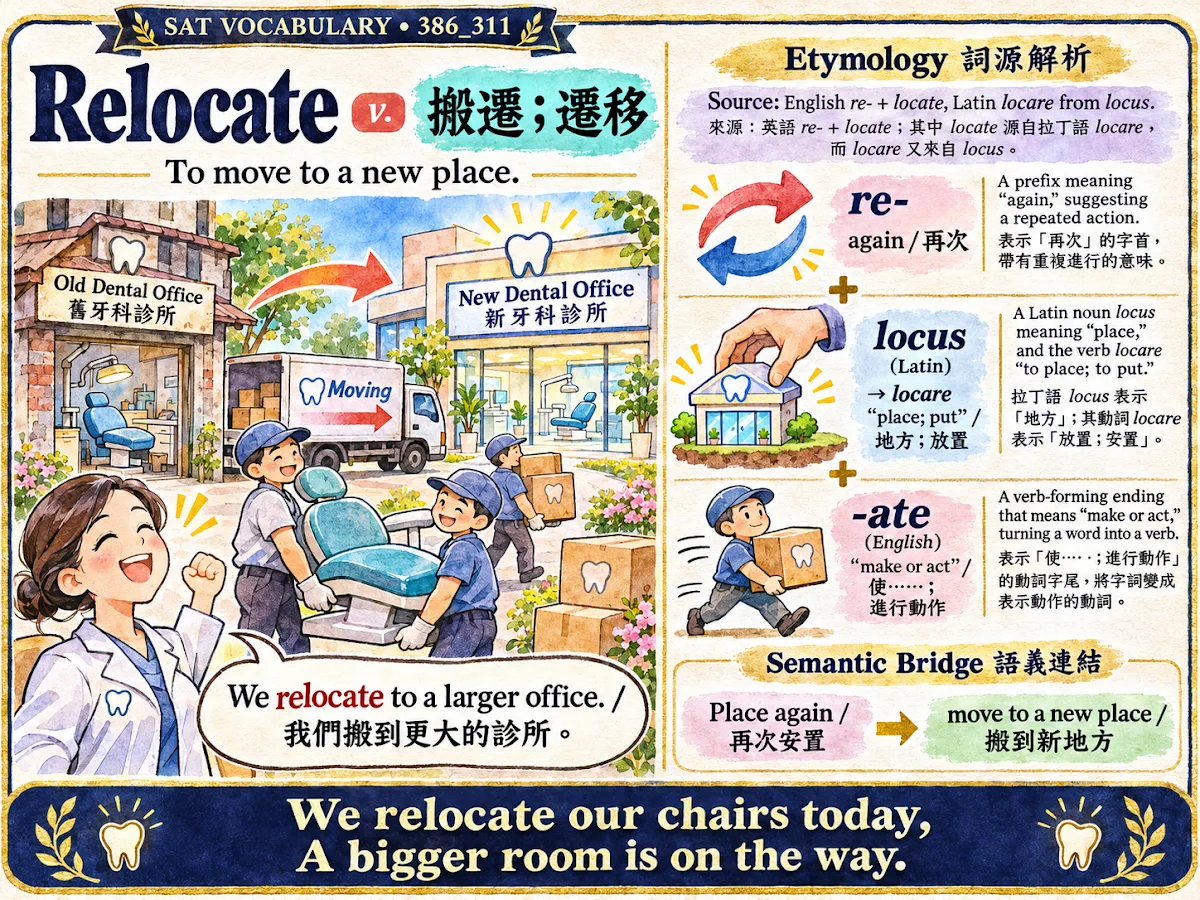 SAT VOCABULARY • 386_311
Relocate v. 搬遷；遷移
To move to a new place.
Old Dental Office
舊牙科診所
New Dental Office
新牙科診所
Moving
We relocate to a larger office. /
我們搬到更大的診所。
Etymology 詞源解析
Source: English re- + locate, Latin locare from locus.
來源：英語 re- + locate；其中 locate 源自拉丁語 locare，
而 locare 又來自 locus。
re-
again / 再次
A prefix meaning
“again,” suggesting
a repeated action.
表示「再次」的字首，
帶有重複進行的意味。
+
locus
(Latin)
→ locare
“place; put” /
地方；放置
A Latin noun locus
meaning “place,”
and the verb locare
“to place; to put.”
拉丁語 locus 表示
「地方」；其動詞 locare
表示「放置；安置」。
+
-ate
(English)
“make or act” /
使⋯⋯；
進行動作
A verb-forming ending
that means “make or act,”
turning a word into a verb.
表示「使⋯⋯；進行動作」
的動詞字尾，將字詞變成
表示動作的動詞。
Semantic Bridge 語義連結
Place again /
再次安置
move to a new place /
搬到新地方
We relocate our chairs today,
A bigger room is on the way.